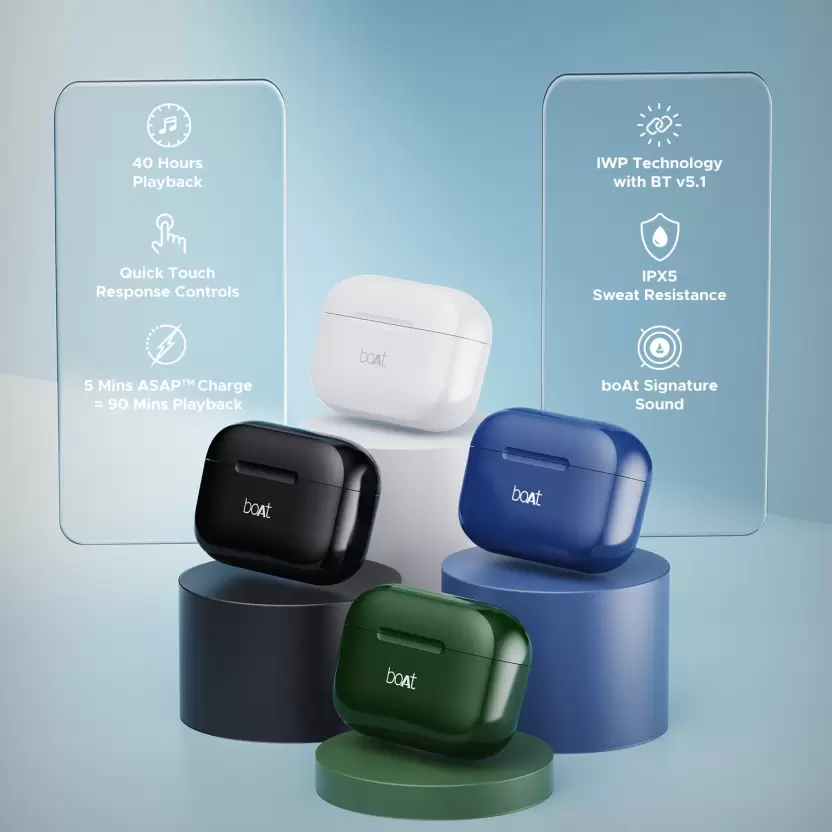 40 Hours
Playback
Quick Touch
Response Controls
5 Mins ASAP™ Charge
= 90 Mins Playback
IWP Technology
with BT v5.1
IPX5
Sweat Resistance
boAt Signature
Sound
boAt
boAt
boAt
boAt